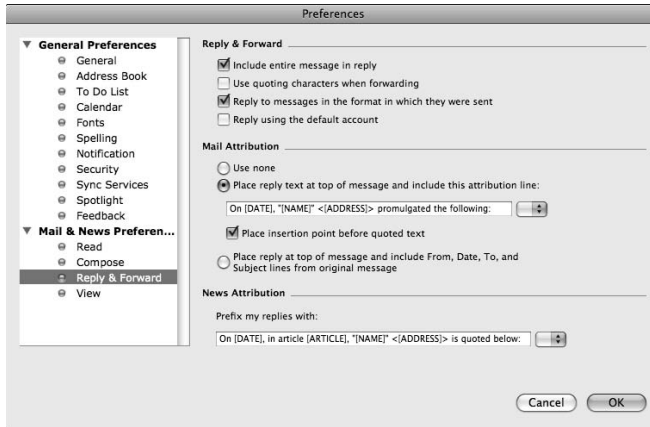 Preferences
General Preferences
General
Address Book
To Do List
Calendar
Fonts
Spelling
Notification
Security
Sync Services
Spotlight
Feedback
Mail & News Preferen...
Read
Compose
Reply & Forward
View
Reply & Forward
Include entire message in reply
Use quoting characters when forwarding
Reply to messages in the format in which they were sent
Reply using the default account
Mail Attribution
Use none
Place reply text at top of message and include this attribution line:
On [DATE], "[NAME]" <[ADDRESS]> promulgated the following:
Place insertion point before quoted text
Place reply at top of message and include From, Date, To, and
Subject lines from original message
News Attribution
Prefix my replies with:
On [DATE], in article [ARTICLE], "[NAME]" <[ADDRESS]> is quoted below:
Cancel
OK